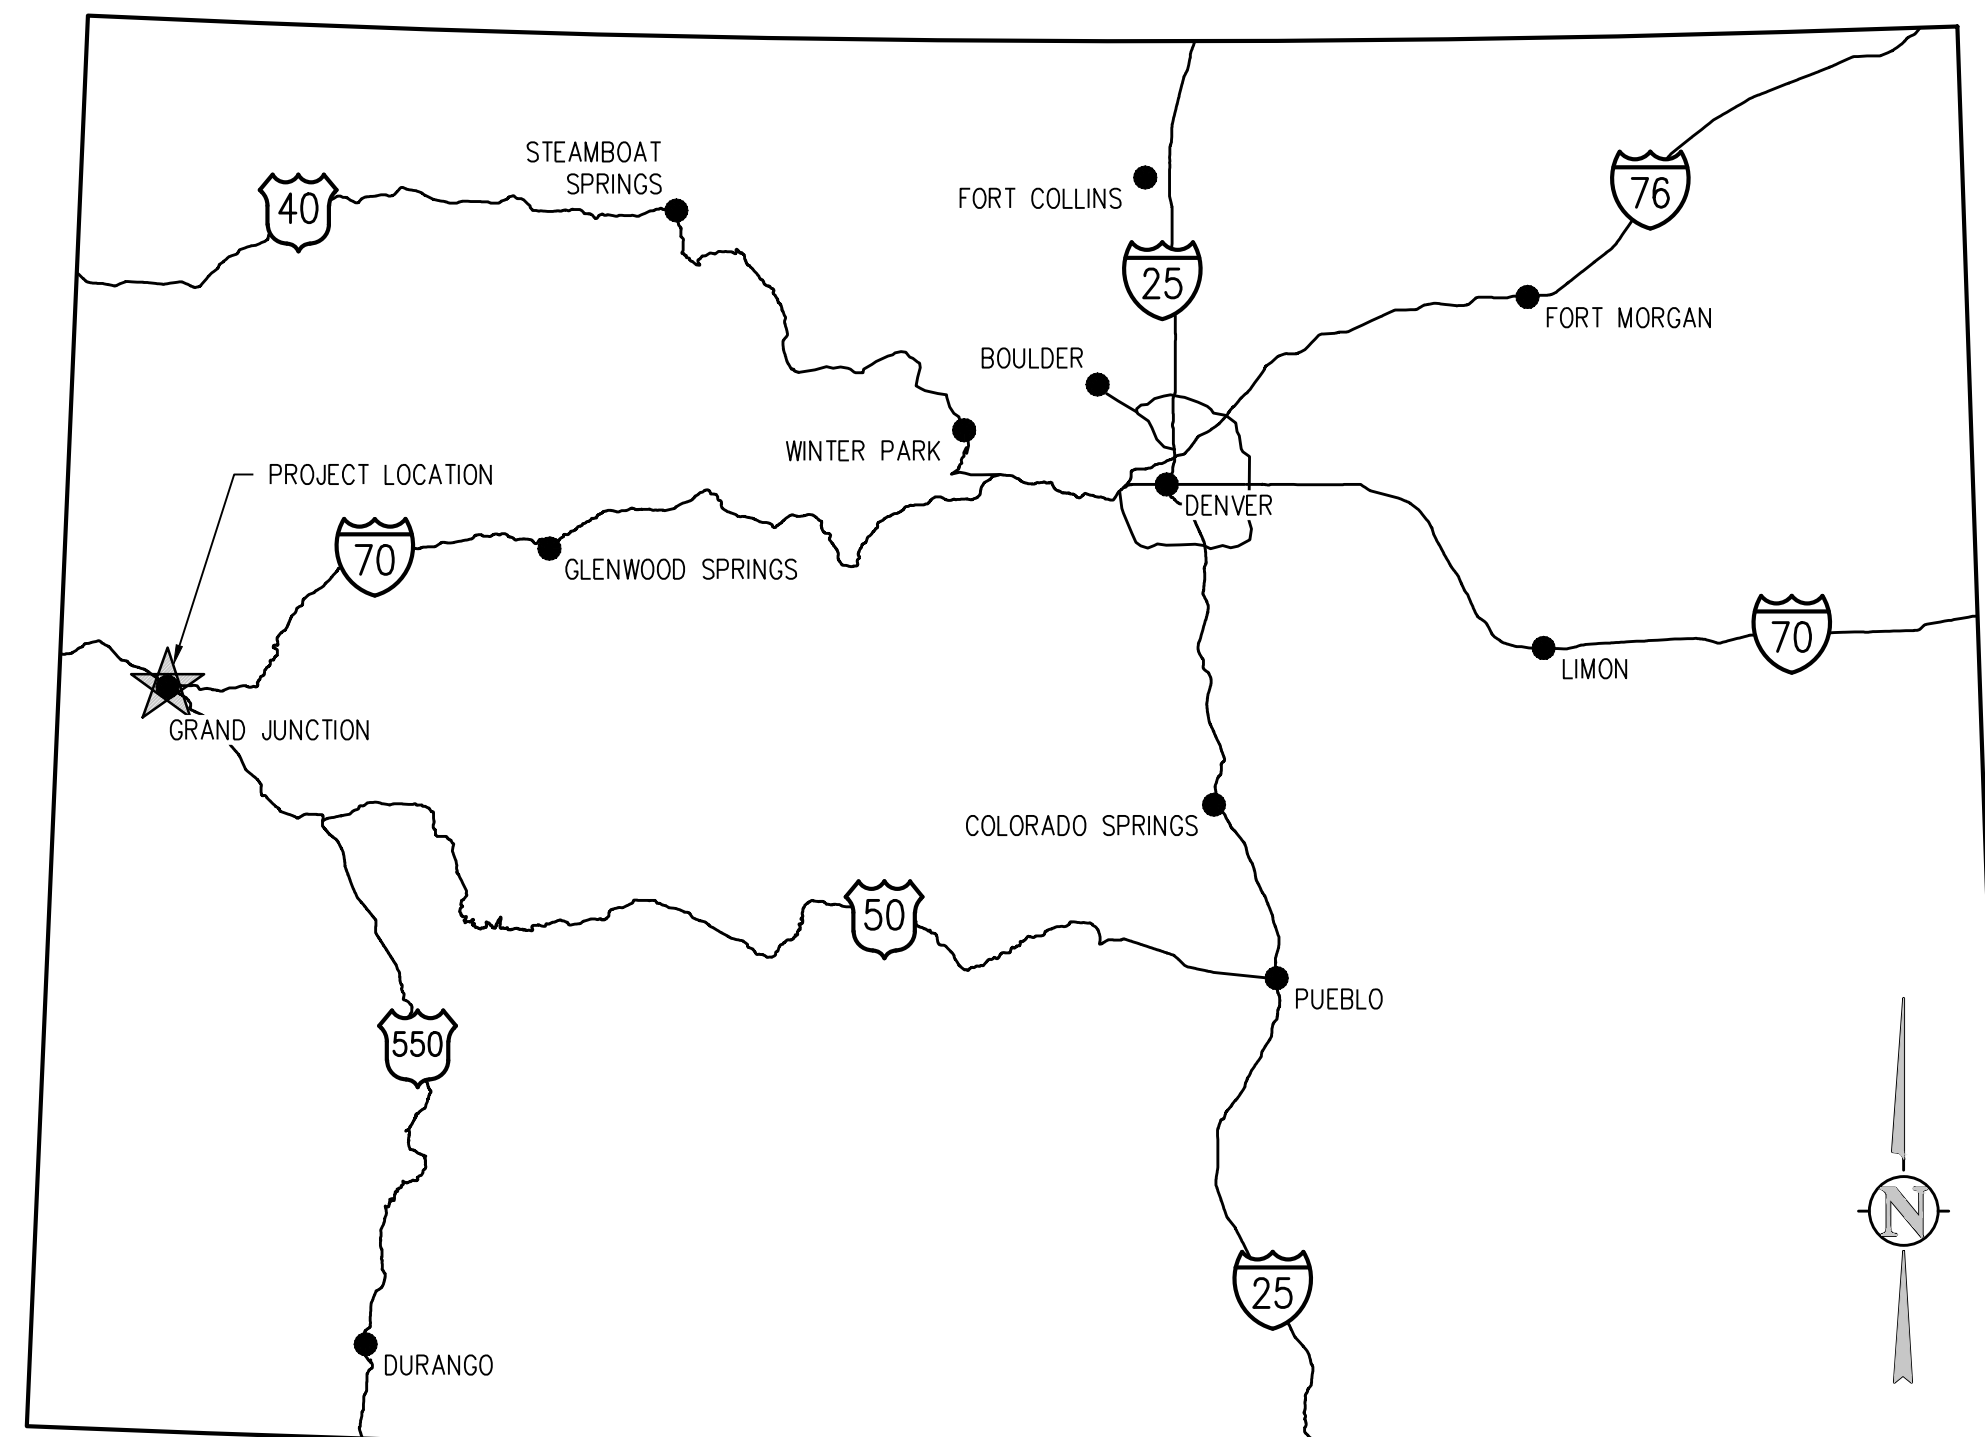 STEAMBOAT
SPRINGS
40
FORT COLLINS
76
25
FORT MORGAN
BOULDER
WINTER PARK
PROJECT LOCATION
DENVER
70
GLENWOOD SPRINGS
70
LIMON
GRAND JUNCTION
COLORADO SPRINGS
50
PUEBLO
550
N
25
DURANGO